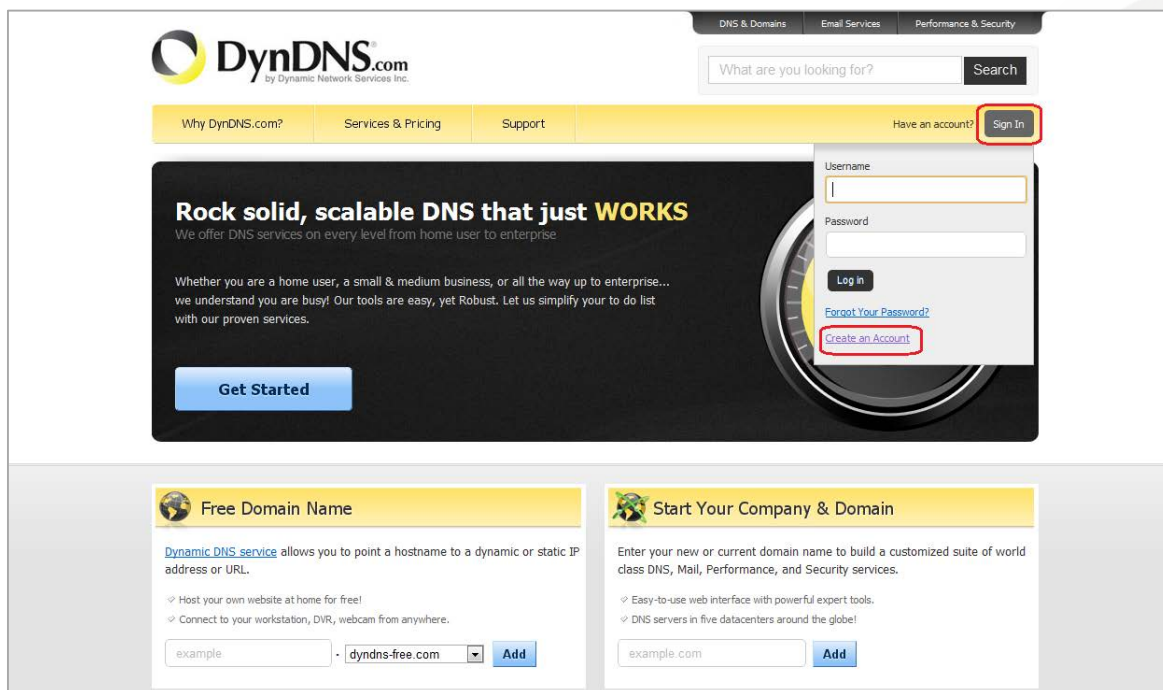 DNS & Domains Email Services Performance & Security
DynDNS.com
by Dynamic Network Services Inc.
What are you looking for? Search
Why DynDNS.com? Services & Pricing Support Have an account? Sign In
Username
Password
Log in
Forgot Your Password?
Create an Account
Rock solid, scalable DNS that just WORKS
We offer DNS services on every level from home user to enterprise
Whether you are a home user, a small & medium business, or all the way up to enterprise...
we understand you are busy! Our tools are easy, yet Robust. Let us simplify your to do list
with our proven services.
Get Started
Free Domain Name
Dynamic DNS service allows you to point a hostname to a dynamic or static IP
address or URL.
Host your own website at home for free!
Connect to your workstation, DVR, webcam from anywhere.
example . dyndns-free.com Add
Start Your Company & Domain
Enter your new or current domain name to build a customized suite of world
class DNS, Mail, Performance, and Security services.
Easy-to-use web interface with powerful expert tools.
DNS servers in five datacenters around the globe!
example.com Add